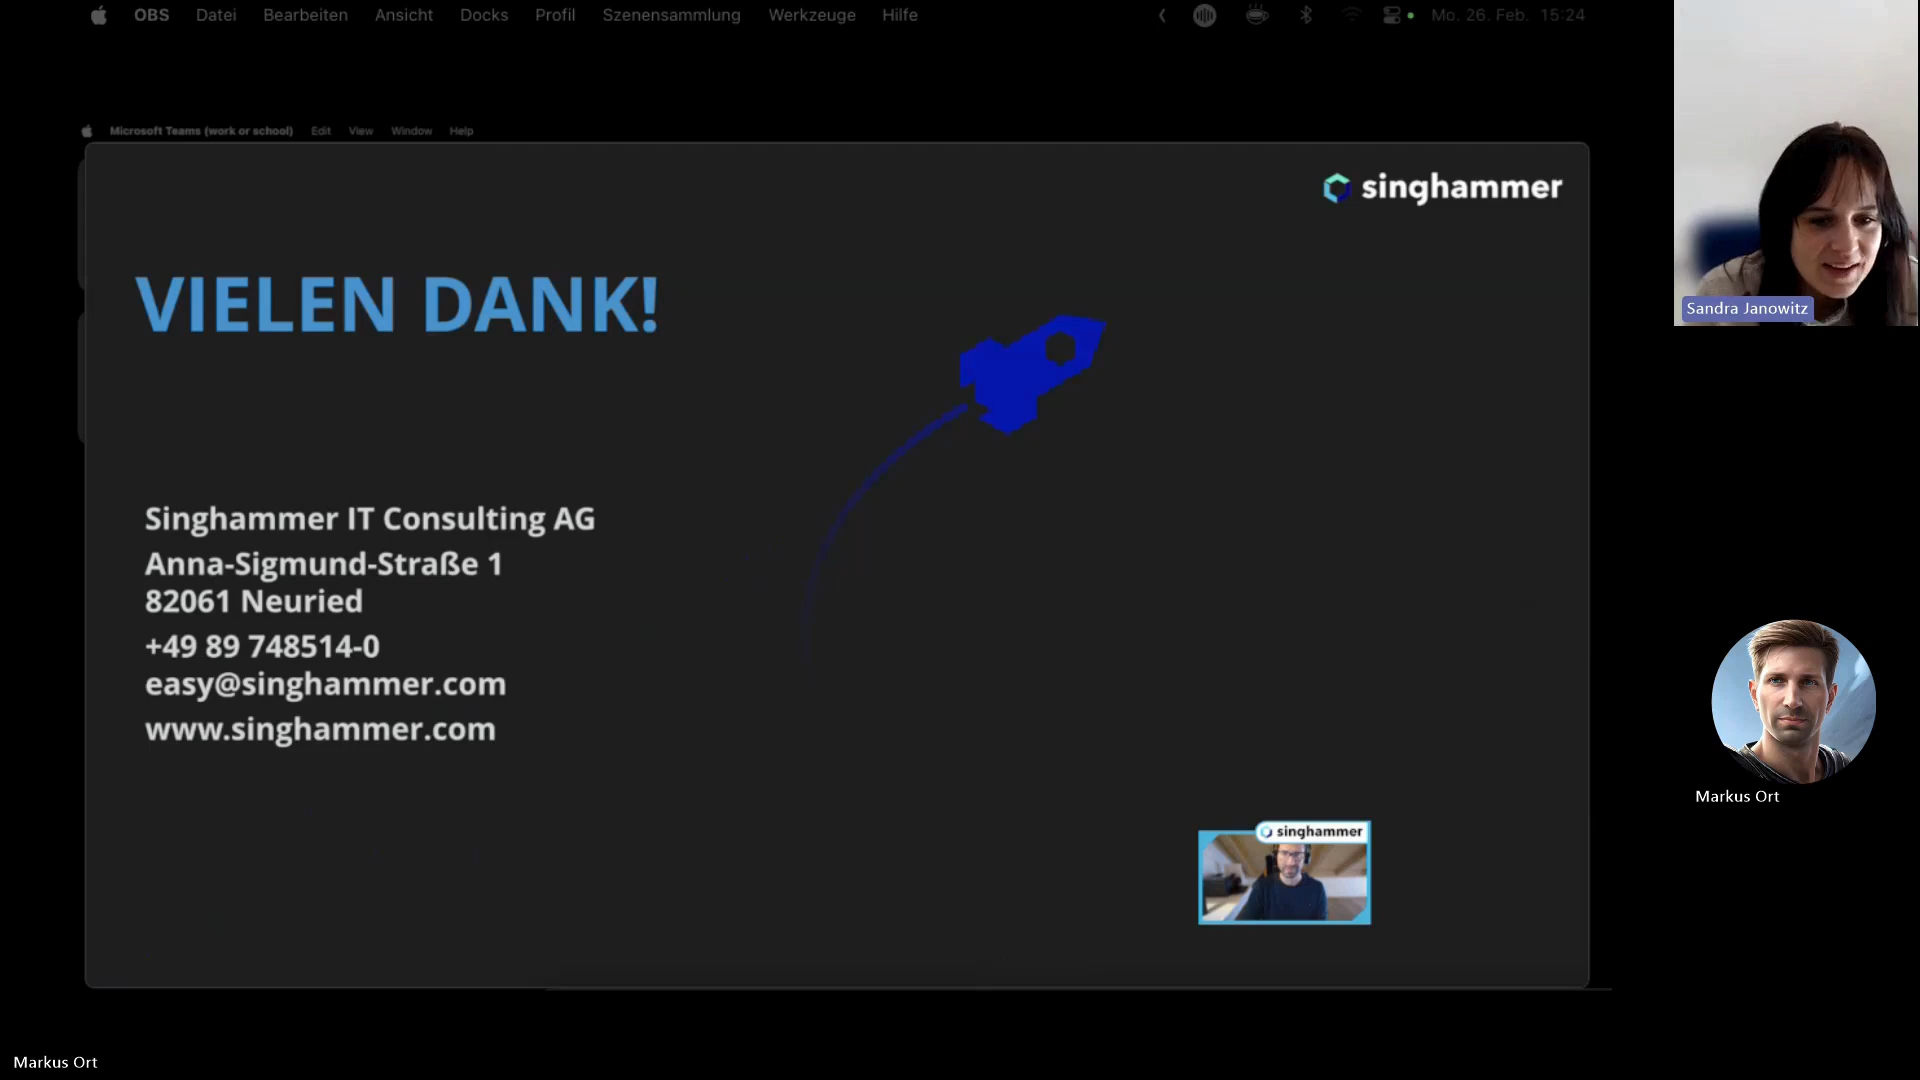 OBS Datei Bearbeiten Ansicht Docks Profil Szenensammlung Werkzeuge Hilfe Mo. 26. Feb. 15:24
Microsoft Teams (work or school) Edit View Window Help
singhammer
VIELEN DANK!
Sandra Janowitz
Singhammer IT Consulting AG
Anna-Sigmund-Straße 1
82061 Neuried
+49 89 748514-0
easy@singhammer.com
www.singhammer.com
Markus Ort
singhammer
Markus Ort